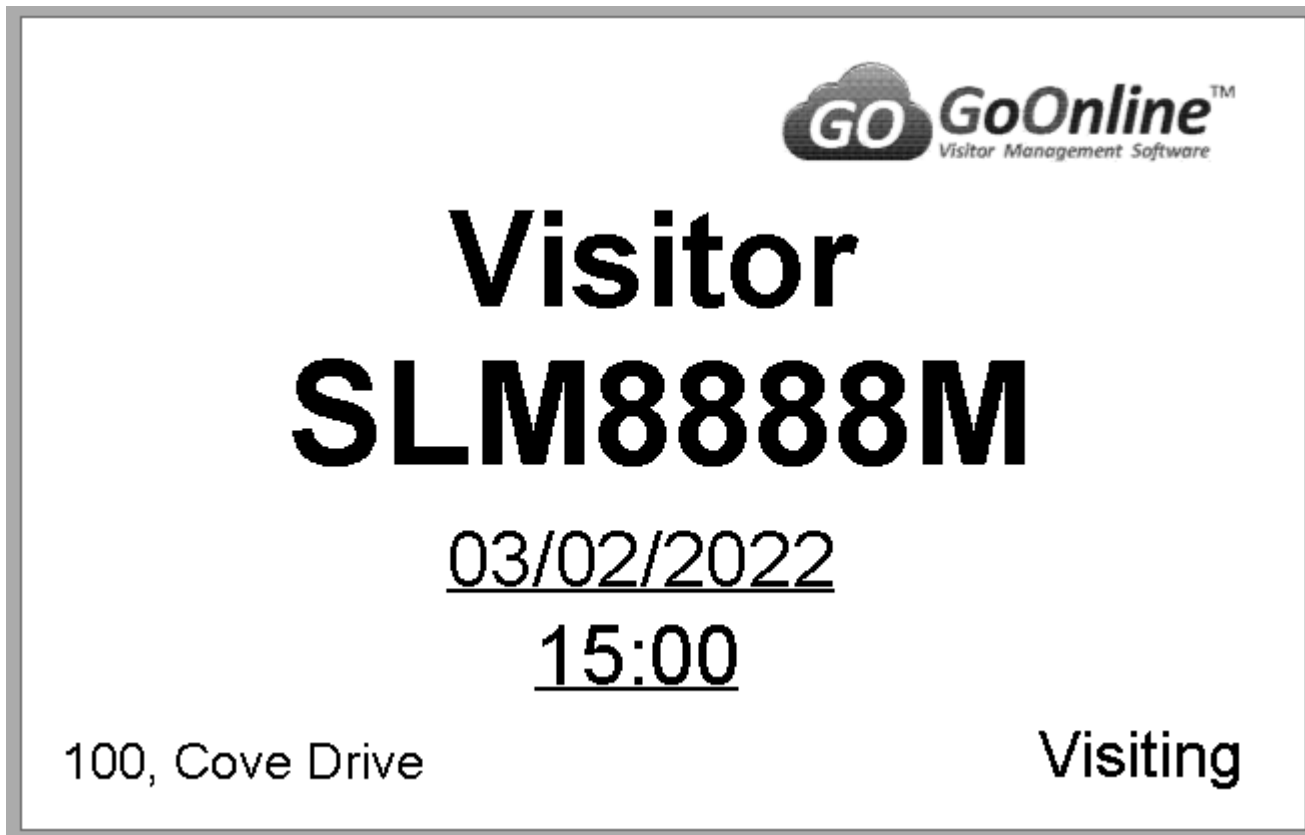 GO GoOnline™
Visitor Management Software
Visitor
SLM8888M
03/02/2022
15:00
100, Cove Drive
Visiting